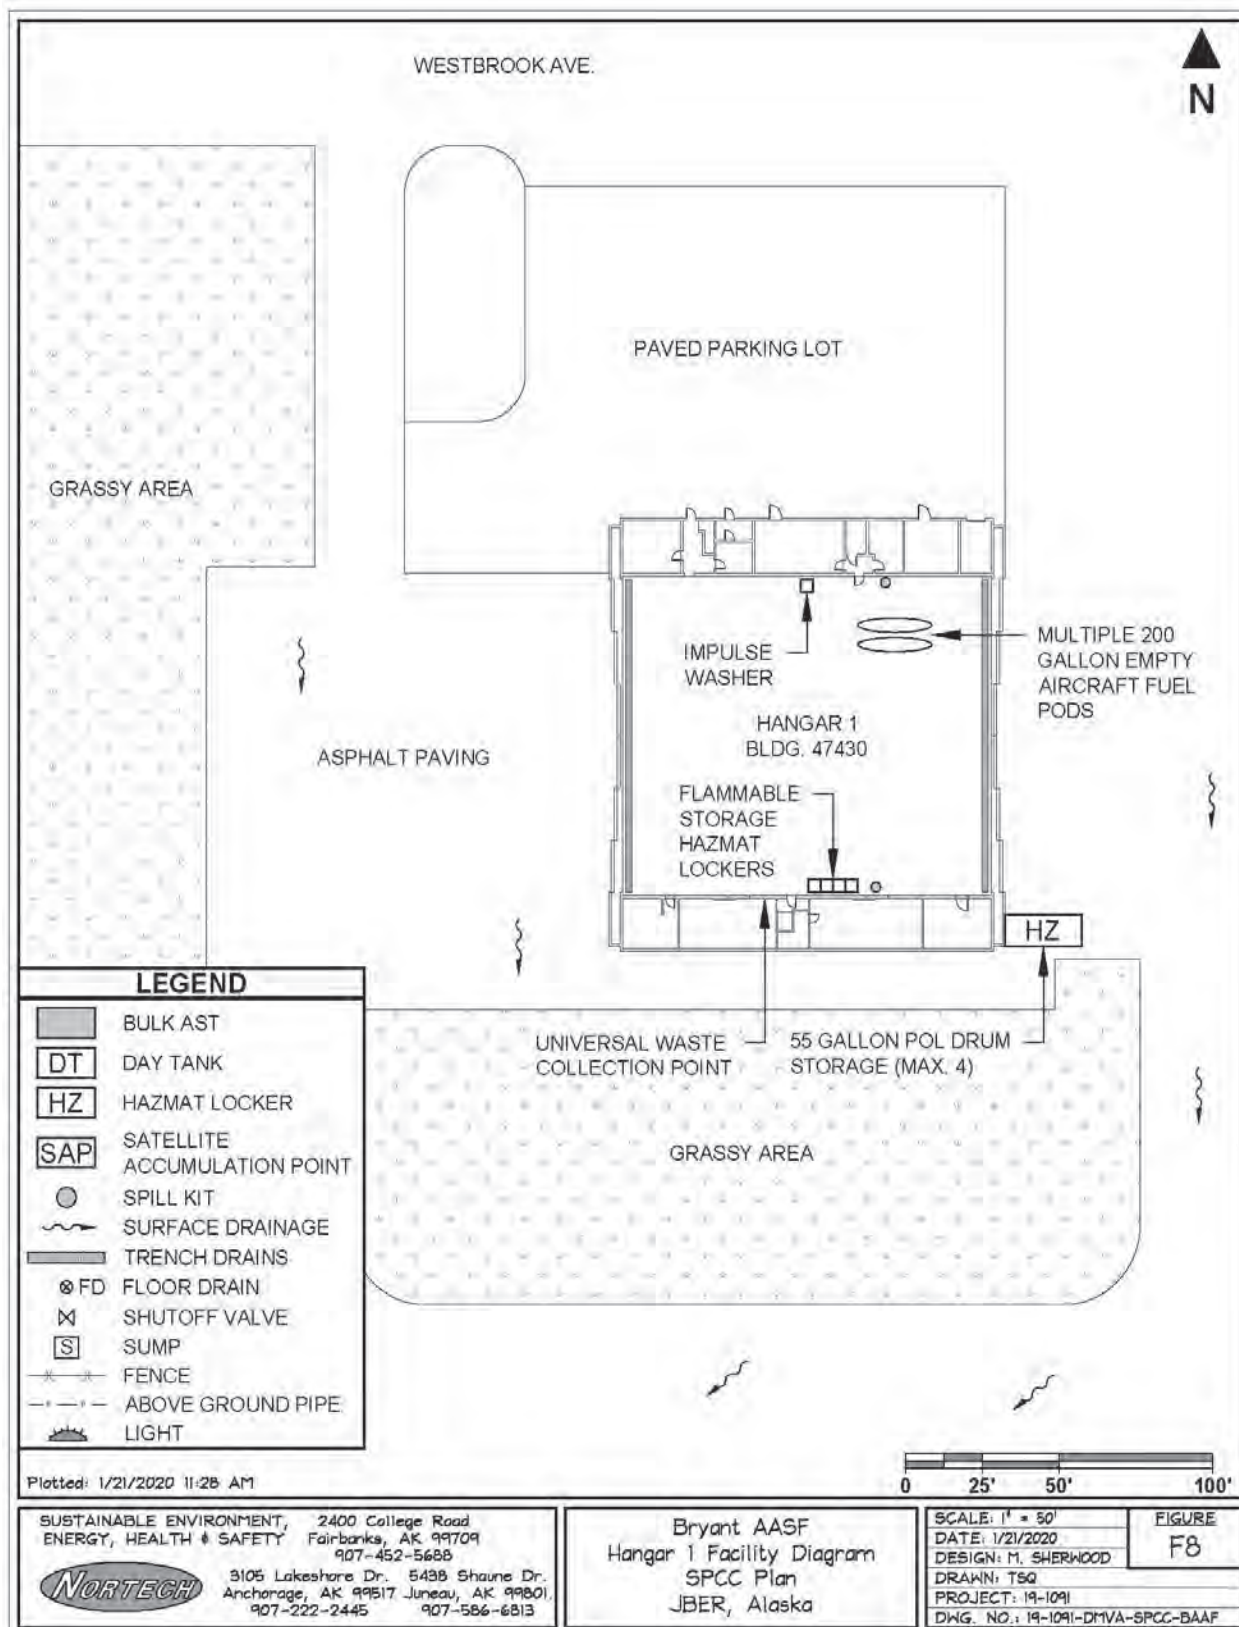 WESTBROOK AVE.
N
PAVED PARKING LOT
GRASSY AREA
IMPULSE
WASHER
MULTIPLE 200
GALLON EMPTY
AIRCRAFT FUEL
PODS
HANGAR 1
BLDG. 47430
ASPHALT PAVING
FLAMMABLE
STORAGE
HAZMAT
LOCKERS
HZ
UNIVERSAL WASTE
COLLECTION POINT
55 GALLON POL DRUM
STORAGE (MAX. 4)
GRASSY AREA
LEGEND
BULK AST
DT DAY TANK
HZ HAZMAT LOCKER
SAP SATELLITE
ACCUMULATION POINT
SPILL KIT
SURFACE DRAINAGE
TRENCH DRAINS
FD FLOOR DRAIN
SHUTOFF VALVE
S SUMP
FENCE
ABOVE GROUND PIPE
LIGHT
Plotted: 1/21/2020 11:28 AM
0 25' 50' 100'
SUSTAINABLE ENVIRONMENT,
ENERGY, HEALTH & SAFETY
2400 College Road
Fairbanks, AK 99709
907-452-5688
NORTECH
3105 Lakeshore Dr.
Anchorage, AK 99517
907-222-2445
5438 Shaune Dr.
Juneau, AK 99801
907-586-6813
Bryant AASF
Hangar 1 Facility Diagram
SPCC Plan
JBER, Alaska
SCALE: 1" = 50'
DATE: 1/21/2020
DESIGN: M. SHERWOOD
DRAWN: TSQ
PROJECT: 19-1091
DWG. NO.: 19-1091-DMVA-SPCC-BAAF
FIGURE
F8